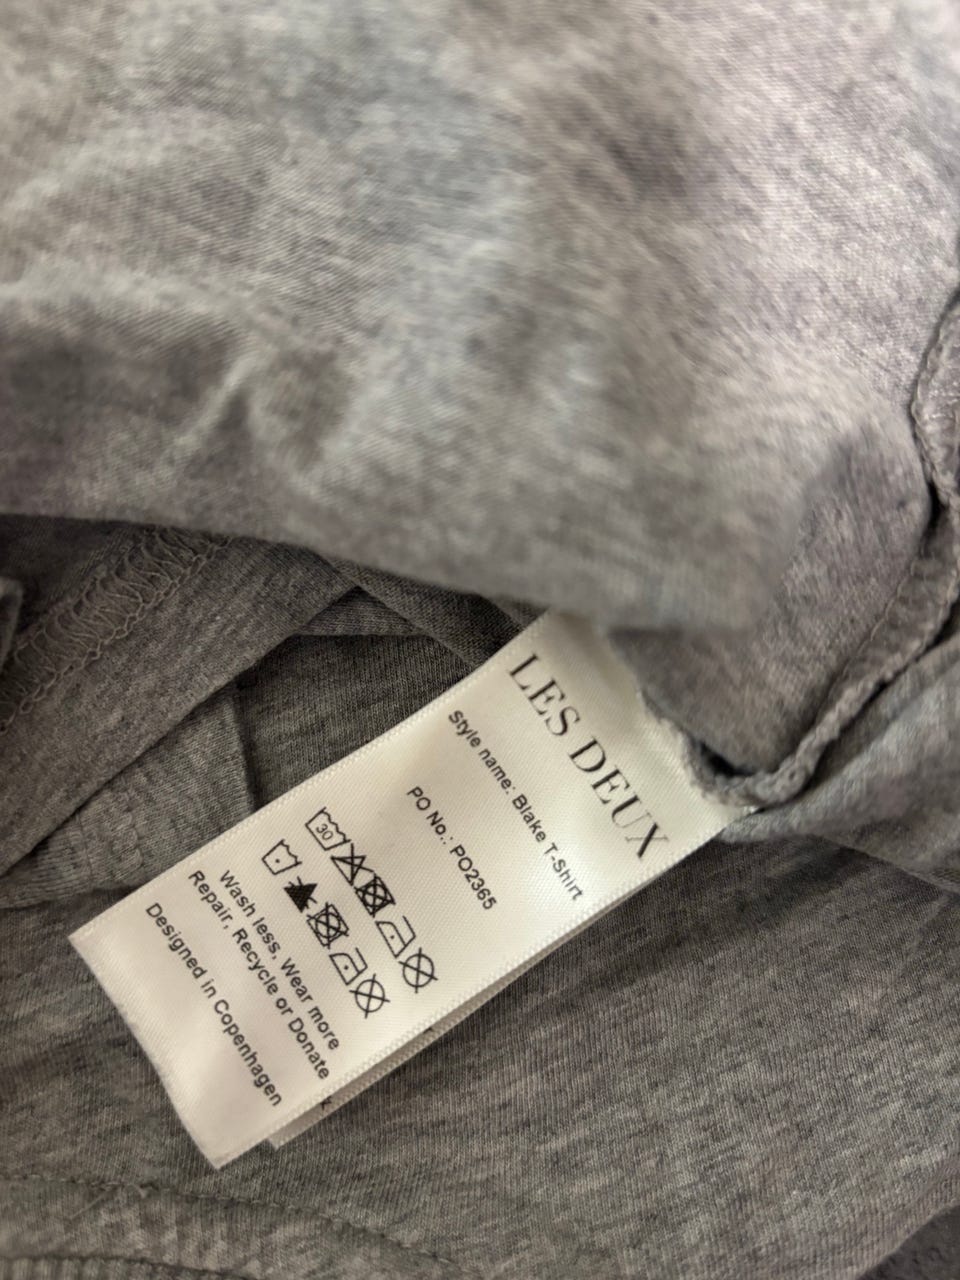 LES DEUX
Style name: Blake T-Shirt
PO No.: PO2365
30
Wash less, Wear more
Repair, Recycle or Donate
Designed in Copenhagen